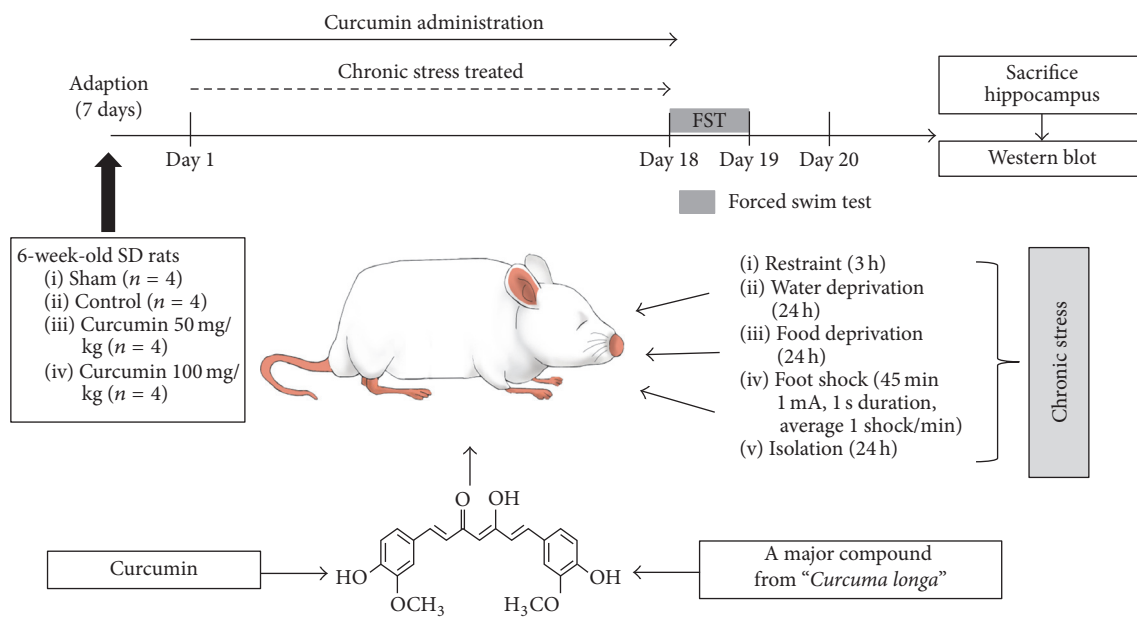 Curcumin administration
Chronic stress treated
Adaption
(7 days)
FST
Day 1
Day 18
Day 19
Day 20
Sacrifice
hippocampus
Western blot
Forced swim test
6-week-old SD rats
(i) Sham (n = 4)
(ii) Control (n = 4)
(iii) Curcumin 50 mg/
kg (n = 4)
(iv) Curcumin 100 mg/
kg (n = 4)
(i) Restraint (3 h)
(ii) Water deprivation
(24 h)
(iii) Food deprivation
(24 h)
(iv) Foot shock (45 min
1 mA, 1 s duration,
average 1 shock/min)
(v) Isolation (24 h)
Chronic stress
O
OH
HO
OCH₃
H₃CO
OH
Curcumin
A major compound
from “Curcuma longa”